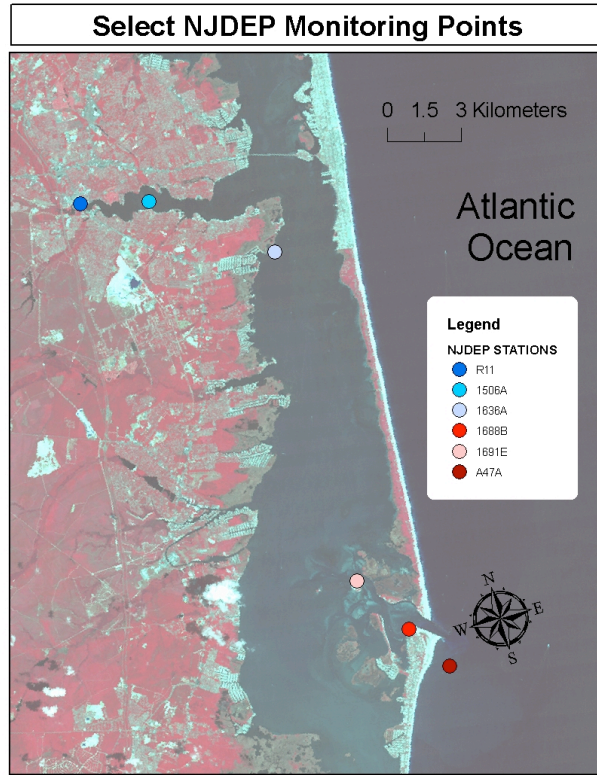 Select NJDEP Monitoring Points
0 1.5 3 Kilometers
Atlantic
Ocean
Legend
NJDEP STATIONS
R11
1506A
1636A
1688B
1691E
A47A
N
W E
S